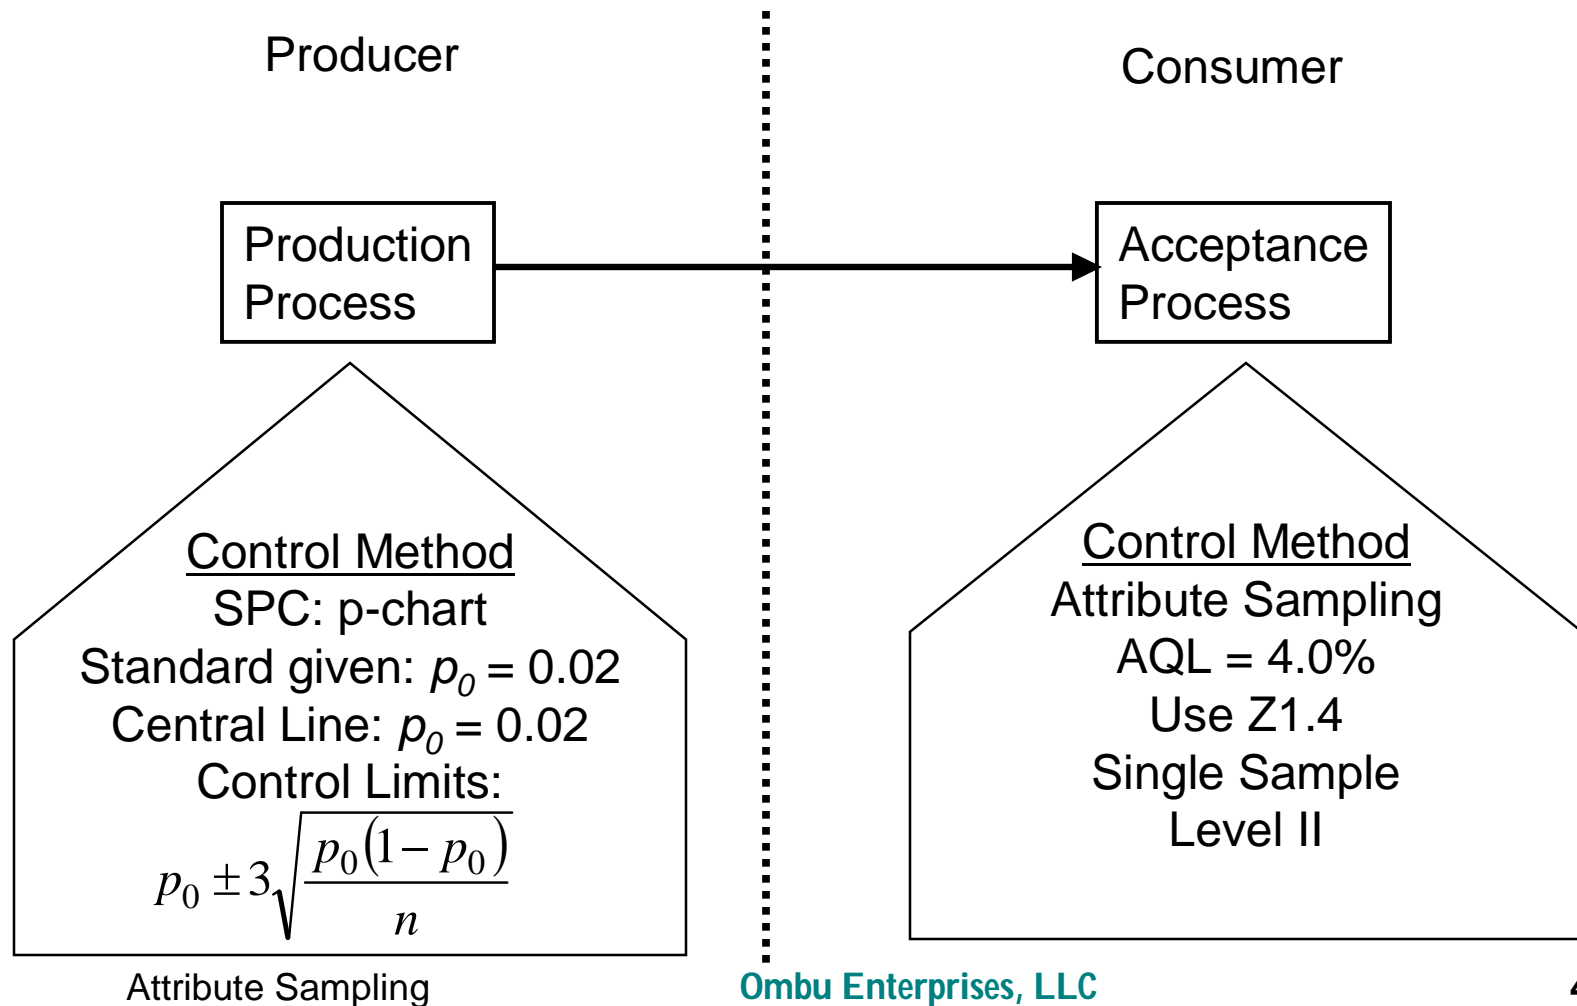 Producer
Consumer
Production
Process
Acceptance
Process
Control Method
SPC: p-chart
Standard given: p₀ = 0.02
Central Line: p₀ = 0.02
Control Limits:
p₀ ± 3√(p₀(1 − p₀)/n)
Control Method
Attribute Sampling
AQL = 4.0%
Use Z1.4
Single Sample
Level II
Attribute Sampling
Ombu Enterprises, LLC